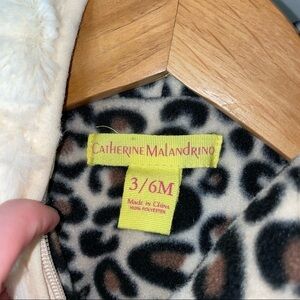 Catherine Malandrino
3/6M
Made in China
100% POLYESTER